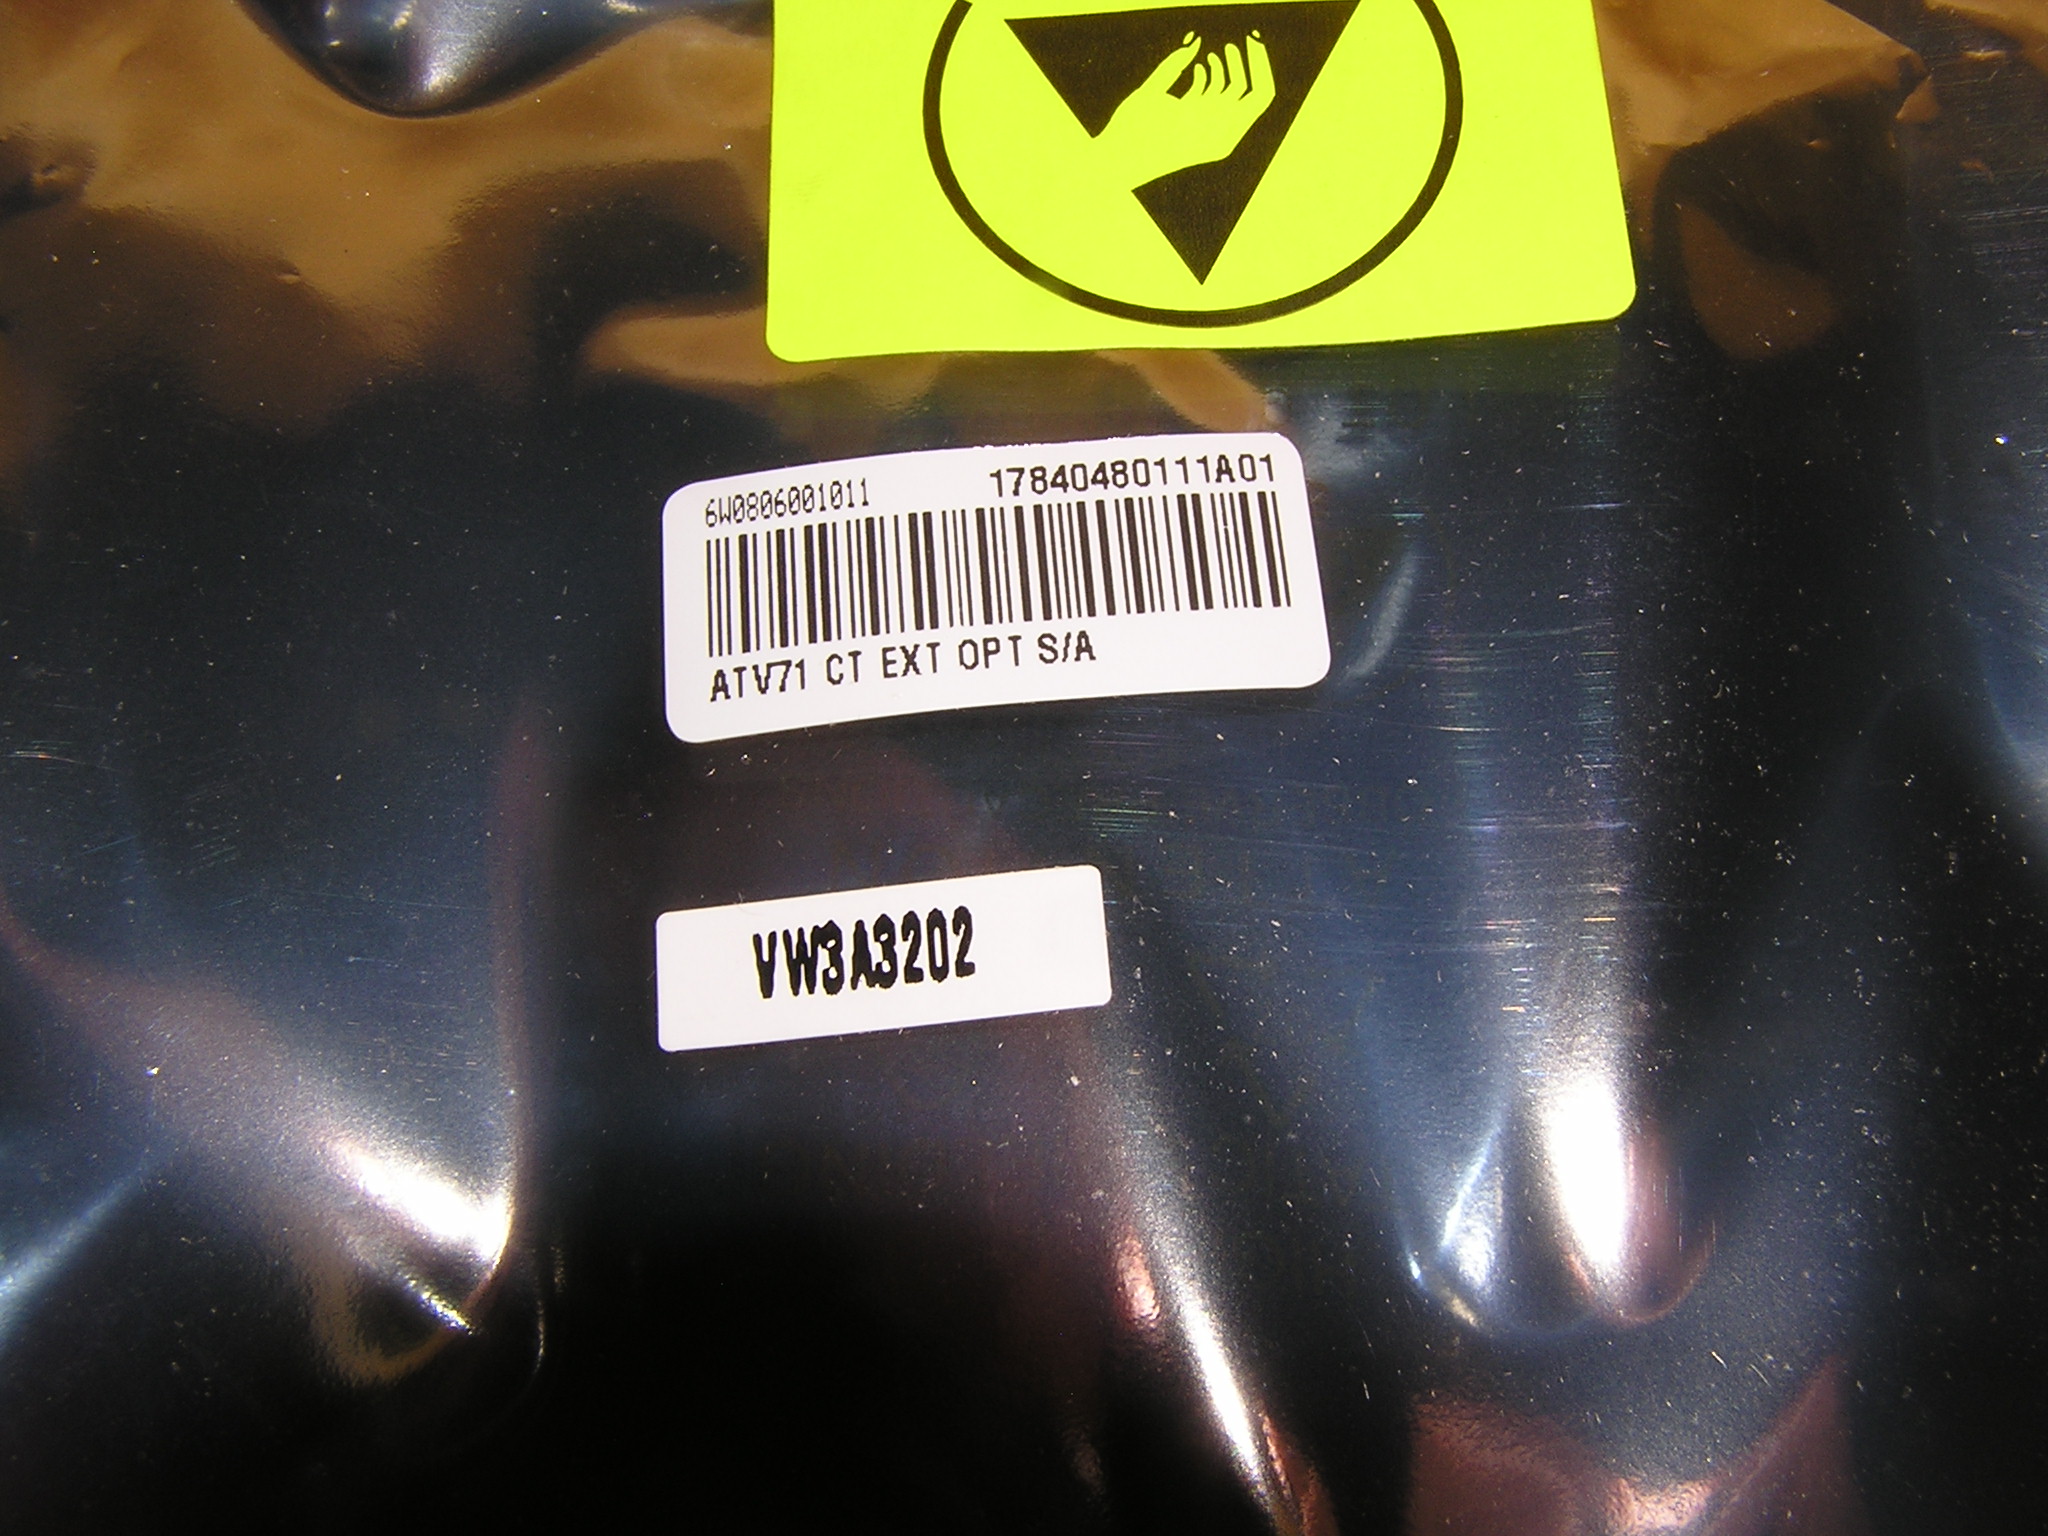 6W0806001011 17840480111A01
ATV71 CT EXT OPT S/A
VW3A3202